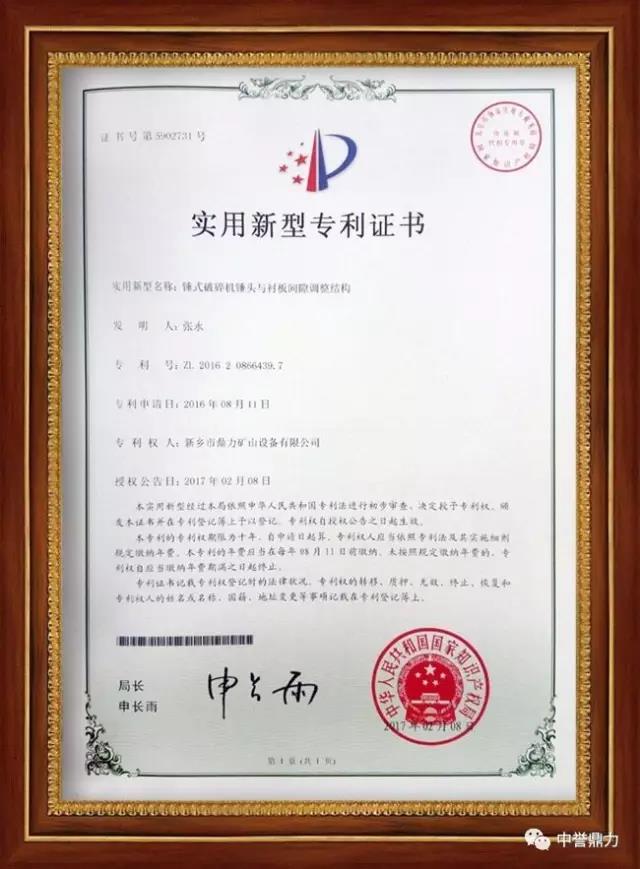 证书号第5902731号
实用新型专利证书
实用新型名称：锤式破碎机锤头与衬板间隙调整结构
发明人：张水
专利号：ZL 2016 2 0866439.7
专利申请日：2016年08月11日
专利权人：新乡市鼎力矿山设备有限公司
授权公告日：2017年02月08日
本实用新型经过本局依照中华人民共和国专利法进行初步审查，决定授予专利权，颁
发本证书并在专利登记簿上予以登记。专利权自授权公告之日起生效。
本专利的专利权期限为十年，自申请日起算。专利权人应当依照专利法及其实施细则
规定缴纳年费。本专利的年费应当在每年08月11日前缴纳。未按照规定缴纳年费的，专利
权自应当缴纳年费期满之日起终止。
专利证书记载专利权登记时的法律状况。专利权的转移、质押、无效、终止、恢复和
专利权人的姓名或名称、国籍、地址变更等事项记载在专利登记簿上。
局长
申长雨
申长雨
中华人民共和国国家知识产权局
2017年02月08日
第1页(共1页)
中誉鼎力